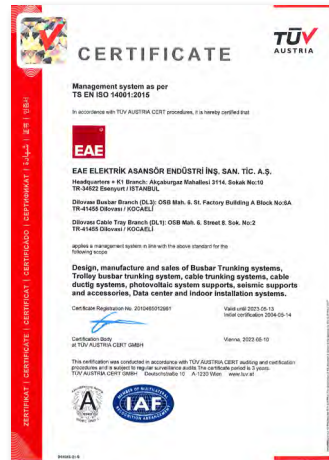 TÜV
AUSTRIA
CERTIFICATE
Management system as per
TS EN ISO 14001:2015
In accordance with TÜV AUSTRIA CERT procedures, it is hereby certified that
EAE
EAE ELEKTRİK ASANSÖR ENDÜSTRİ İNŞ. SAN. TİC. A.Ş.
Headquarters + K1 Branch: Akçaburgaz Mahallesi 3114. Sokak No:10
TR-34522 Esenyurt / ISTANBUL
Dilovası Busbar Branch (DL3): OSB Mah. 6. St. Factory Building A Block No:6A
TR-41455 Dilovası / KOCAELİ
Dilovası Cable Tray Branch (DL1): OSB Mah. 6. Street 8. Sok. No:2
TR-41455 Dilovası / KOCAELİ
applies a management system in line with the above standard for the
following scope
Design, manufacture and sales of Busbar Trunking systems,
Trolley busbar trunking system, cable trunking systems, cable
ductig systems, photovoltaic system supports, seismic supports
and accessories, Data center and indoor installation systems.
Certificate Registration No. 20104650012981
Valid until 2023-05-13
Initial certification 2004-05-14
Certification Body
at TÜV AUSTRIA CERT GMBH
Vienna, 2022-08-10
This certification was conducted in accordance with TÜV AUSTRIA CERT auditing and certification
procedures and is subject to regular surveillance audits. The certificate period is 3 years.
TÜV AUSTRIA CERT GMBH Deutschstraße 10 A-1230 Wien www.tuv.at
IAF
ZERTIFIKAT | CERTIFICATE | CERTIFICAT | CERTIFICADO | СЕРТИФИКАТ